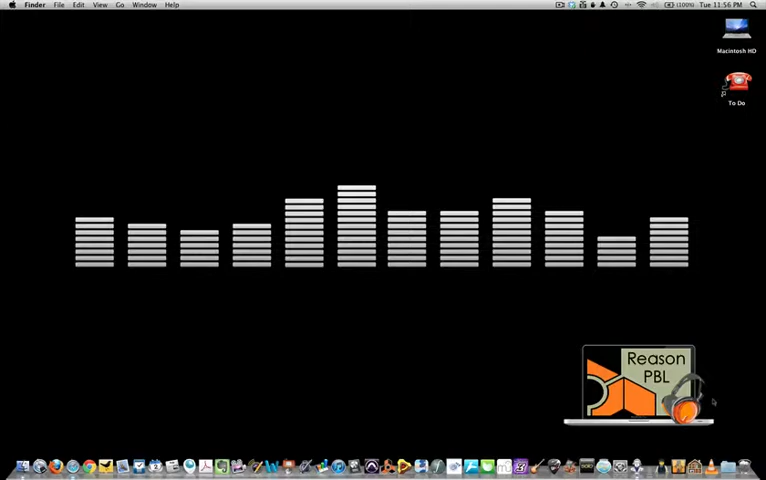 Finder File Edit View Go Window Help
(100%) Tue 11:56 PM
Macintosh HD
To Do
Reason
PBL